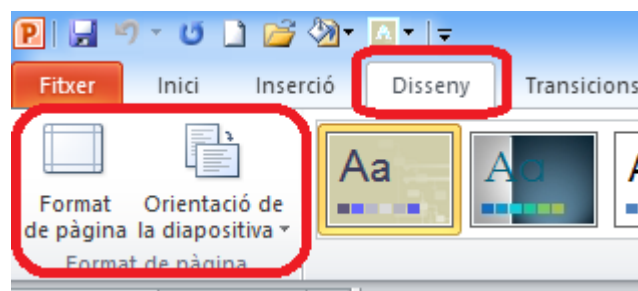 Fitxer Inici Inserció Disseny Transicions
Aa Aa
Format Orientació de
de pàgina la diapositiva
Format de pàgina